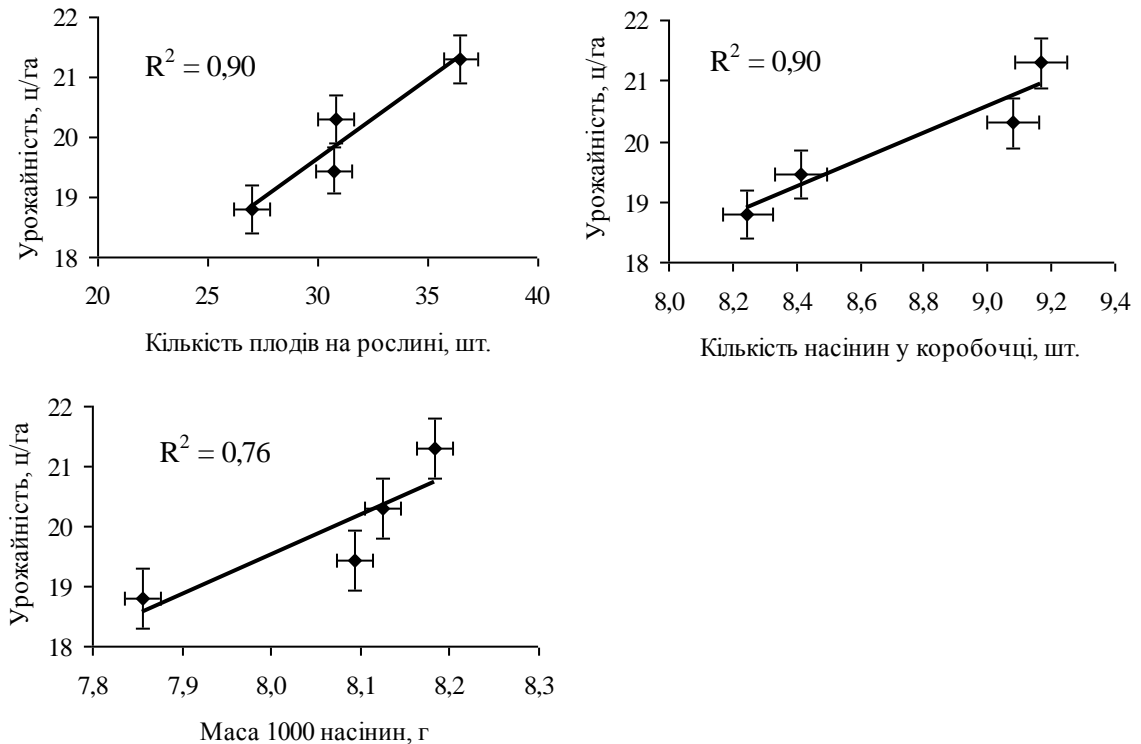 22
21
20
19
18
Урожайність, ц/га
R² = 0,90
20 25 30 35 40
Кількість плодів на рослині, шт.
22
21
20
19
18
Урожайність, ц/га
R² = 0,90
8,0 8,2 8,4 8,6 8,8 9,0 9,2 9,4
Кількість насінин у коробочці, шт.
22
21
20
19
18
Урожайність, ц/га
R² = 0,76
7,8 7,9 8,0 8,1 8,2 8,3
Маса 1000 насінин, г